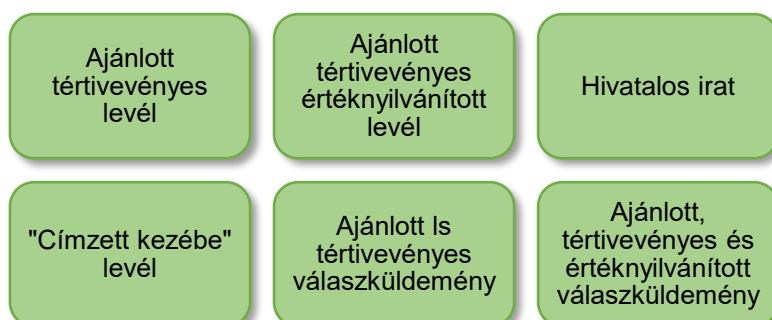 Ajánlott
tértivevényes
levél
Ajánlott
tértivevényes
értéknyilvánított
levél
Hivatalos irat
"Címzett kezébe"
levél
Ajánlott Is
tértivevényes
válaszküldemény
Ajánlott,
tértivevényes és
értéknyilvánított
válaszküldemény